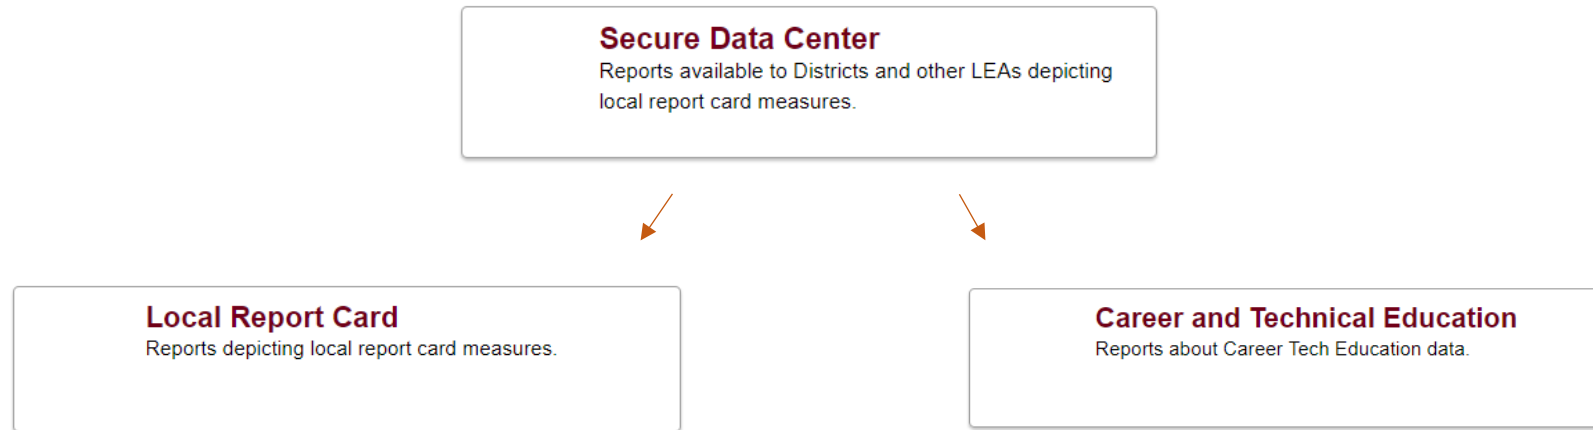 Secure Data Center
Reports available to Districts and other LEAs depicting
local report card measures.
Local Report Card
Reports depicting local report card measures.
Career and Technical Education
Reports about Career Tech Education data.